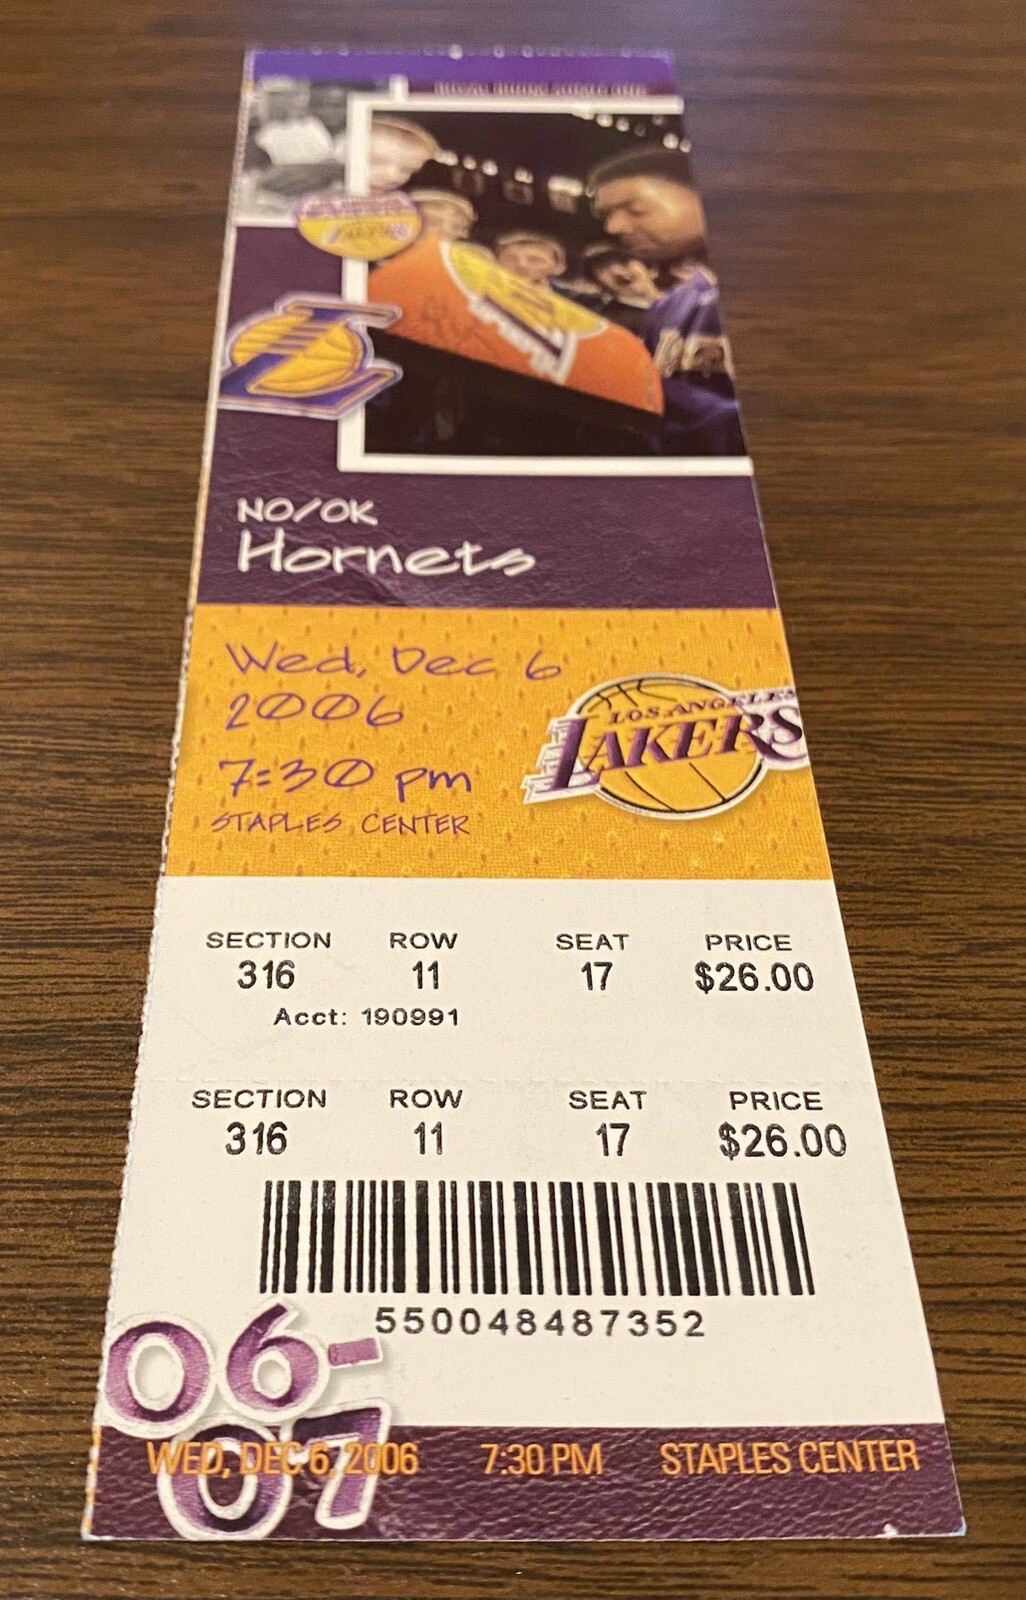 NO/OK
Hornets
Wed, Dec 6
2006
7:30 pm
STAPLES CENTER
LOS ANGELES
LAKERS
SECTION ROW SEAT PRICE
316 11 17 $26.00
Acct: 190991
SECTION ROW SEAT PRICE
316 11 17 $26.00
550048487352
06-
07
WED, DEC 6, 2006 7:30 PM STAPLES CENTER